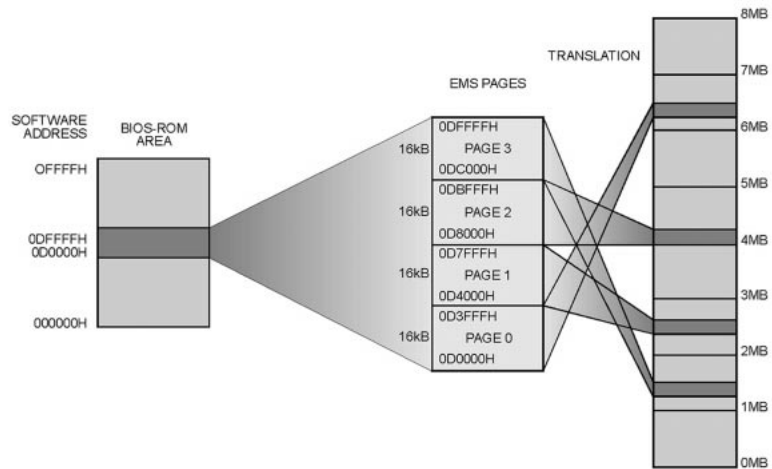 SOFTWARE
ADDRESS
BIOS-ROM
AREA
OFFFFH
0DFFFFH
0D0000H
000000H
EMS PAGES
0DFFFFH
16kB
PAGE 3
0DC000H
0DBFFFH
16kB
PAGE 2
0D8000H
0D7FFFH
16kB
PAGE 1
0D4000H
0D3FFFH
16kB
PAGE 0
0D0000H
TRANSLATION
8MB
7MB
6MB
5MB
4MB
3MB
2MB
1MB
0MB